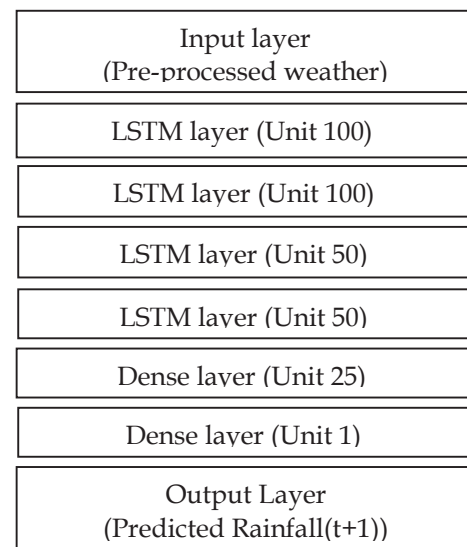 Input layer
(Pre-processed weather)
LSTM layer (Unit 100)
LSTM layer (Unit 100)
LSTM layer (Unit 50)
LSTM layer (Unit 50)
Dense layer (Unit 25)
Dense layer (Unit 1)
Output Layer
(Predicted Rainfall(t+1))